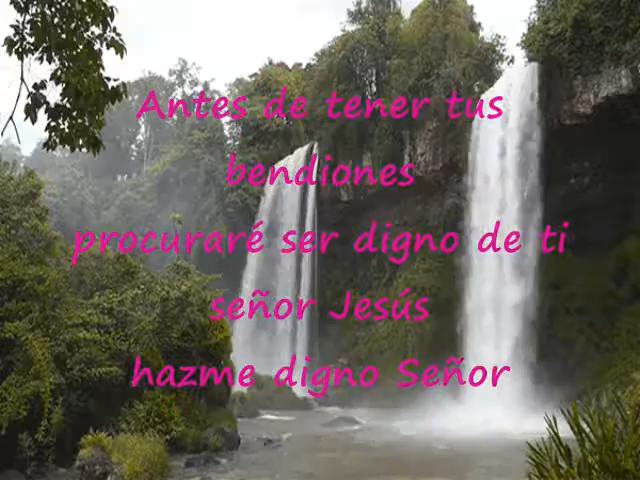 Antes de tener tus
bendiones
procuraré ser digno de ti
señor Jesús
hazme digno Señor